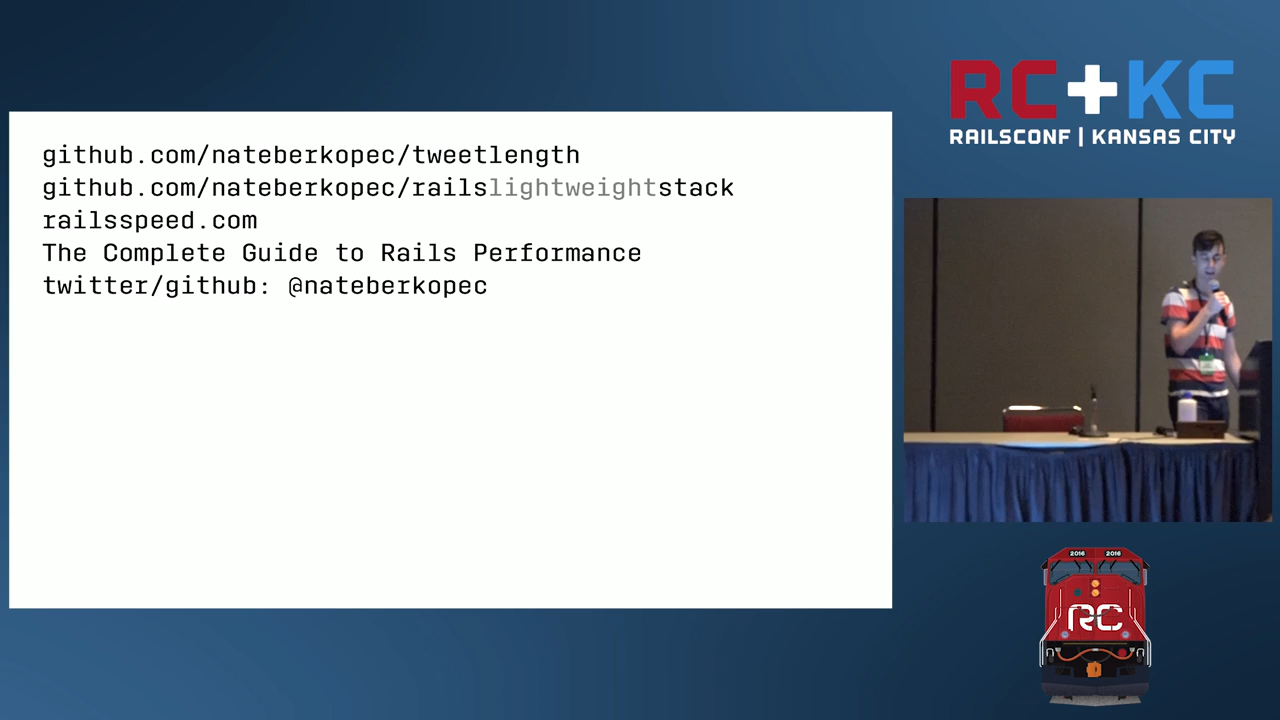 github.com/nateberkopec/tweetlength
github.com/nateberkopec/railslightweightstack
railsspeed.com
The Complete Guide to Rails Performance
twitter/github: @nateberkopec
RC+KC
RAILSCONF | KANSAS CITY
2016 2016
RC